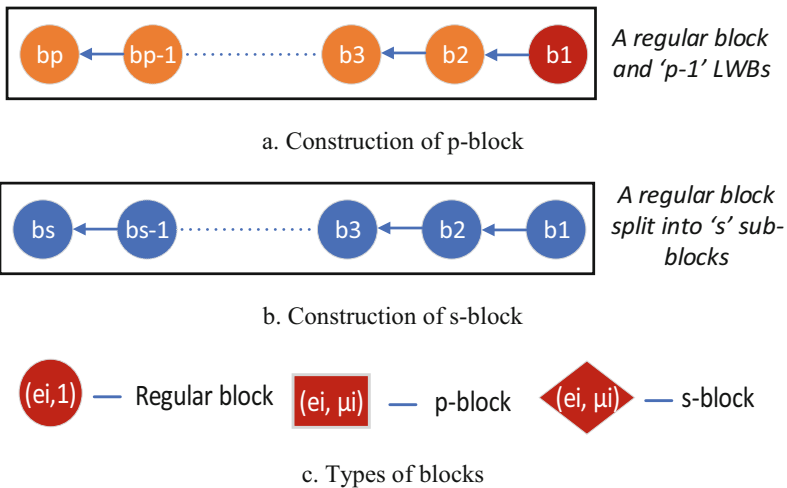 bp bp-1 b3 b2 b1
A regular block
and ‘p-1’ LWBs
a. Construction of p-block
bs bs-1 b3 b2 b1
A regular block
split into ‘s’ sub-
blocks
b. Construction of s-block
(ei,1) Regular block (ei, μi) p-block (ei, μi) s-block
c. Types of blocks